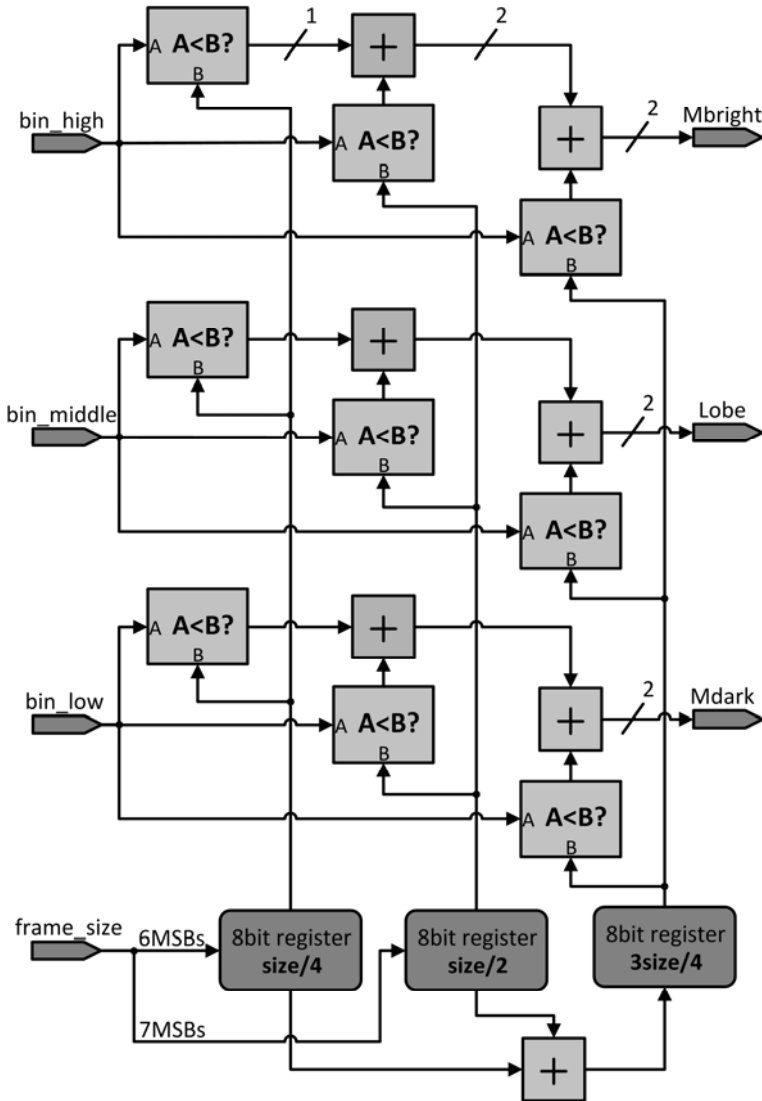 1
2
A<B?
A
B
+
bin_high
A<B?
A
B
+
2
Mbright
A<B?
A
B
A<B?
A
B
+
bin_middle
A<B?
A
B
+
2
Lobe
A<B?
A
B
A<B?
A
B
+
bin_low
A<B?
A
B
+
2
Mdark
A<B?
A
B
frame_size
6MSBs
8bit register
size/4
8bit register
size/2
8bit register
3size/4
7MSBs
+